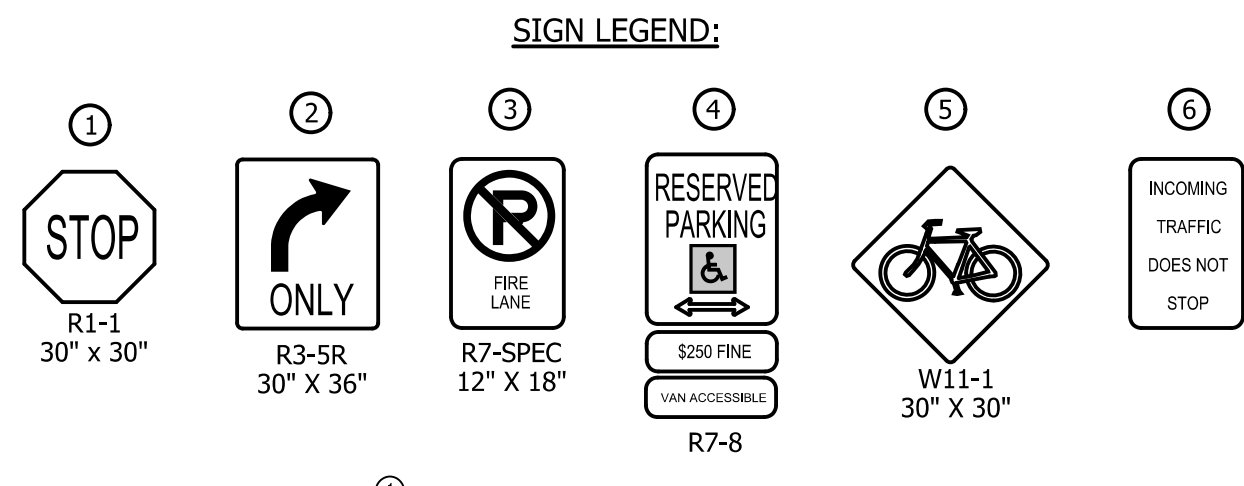 SIGN LEGEND:
1
STOP
R1-1
30" x 30"
2
ONLY
R3-5R
30" X 36"
3
P
FIRE
LANE
R7-SPEC
12" X 18"
4
RESERVED
PARKING
$250 FINE
VAN ACCESSIBLE
R7-8
5
W11-1
30" X 30"
6
INCOMING
TRAFFIC
DOES NOT
STOP